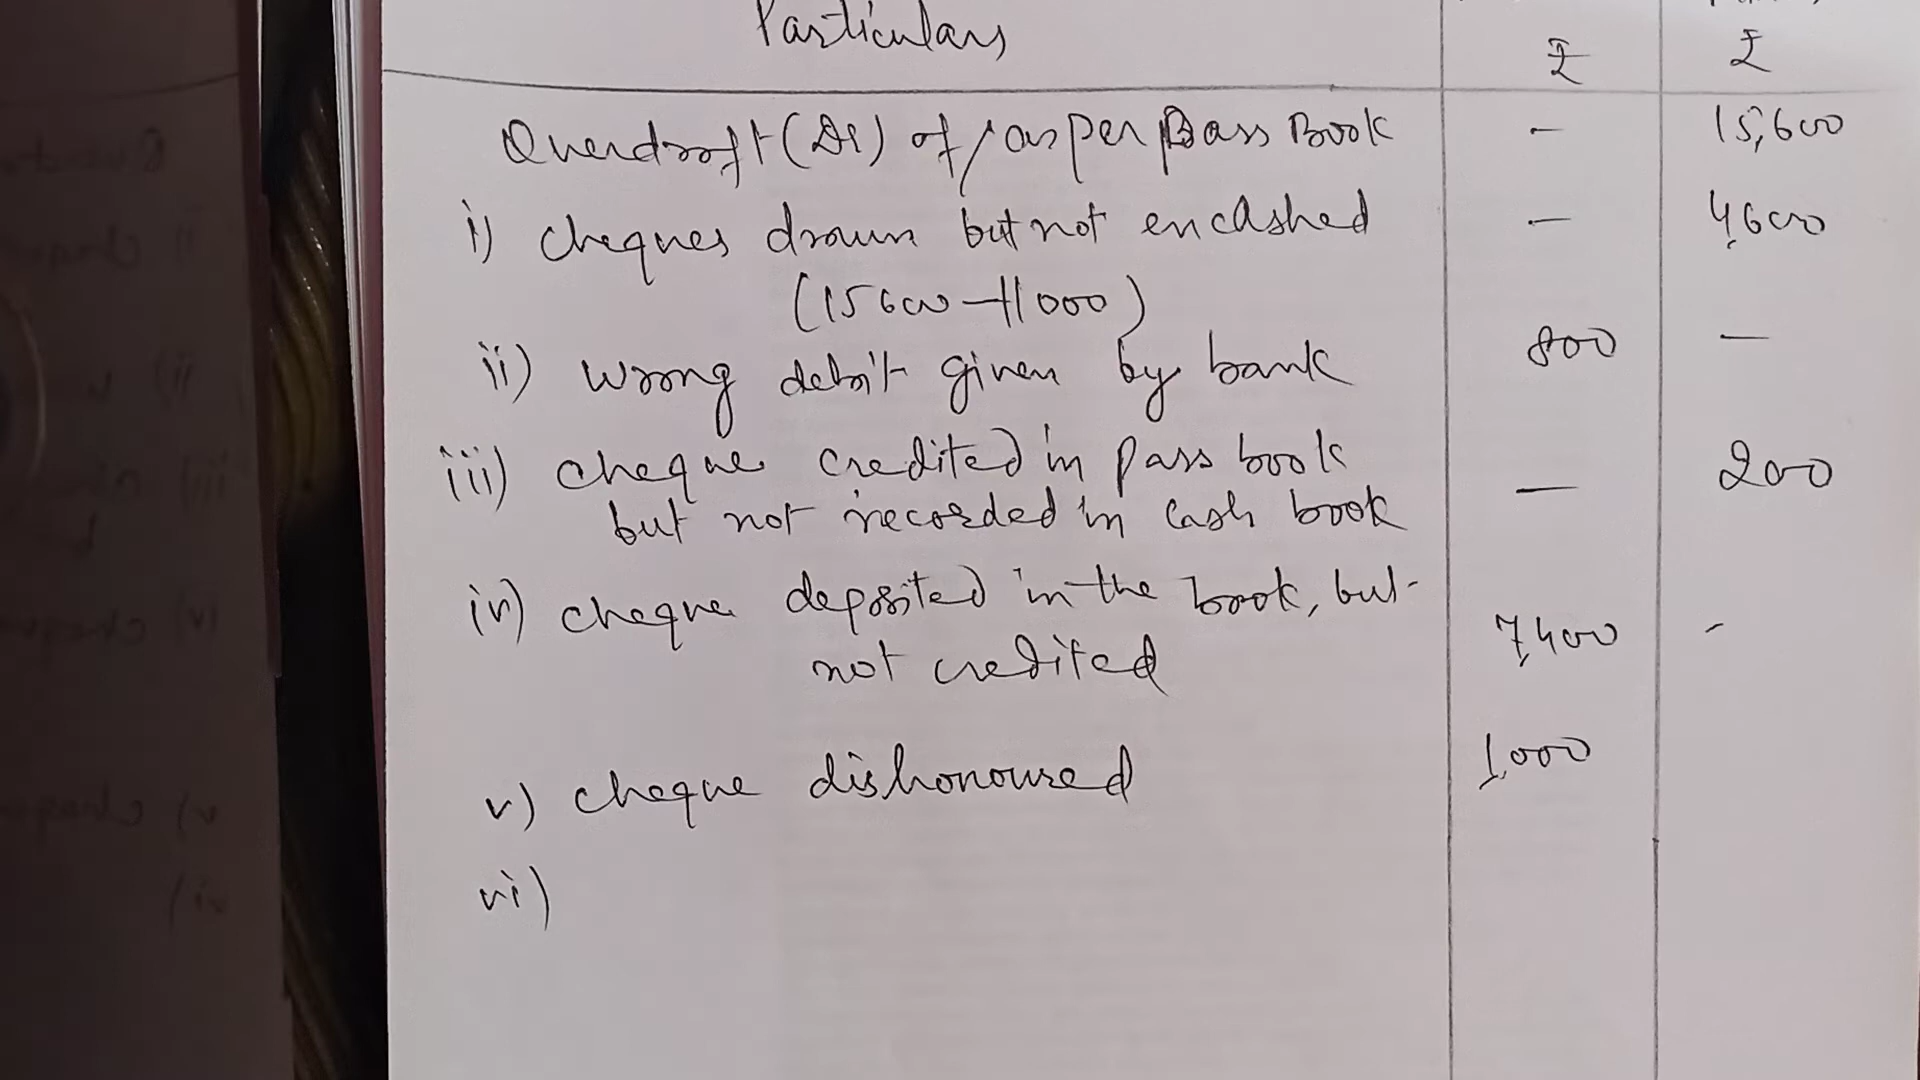 Particulars
₹ ₹
Overdraft (Dr) of/as per Pass Book - 15,600
i) cheques drawn but not encashed - 4,600
(15600-11000)
ii) wrong debit given by bank 800 -
iii) cheque credited in pass book - 200
but not recorded in cash book
iv) cheque deposited in the book, but
not credited 7,400 -
v) cheque dishonoured 1,000
vi)